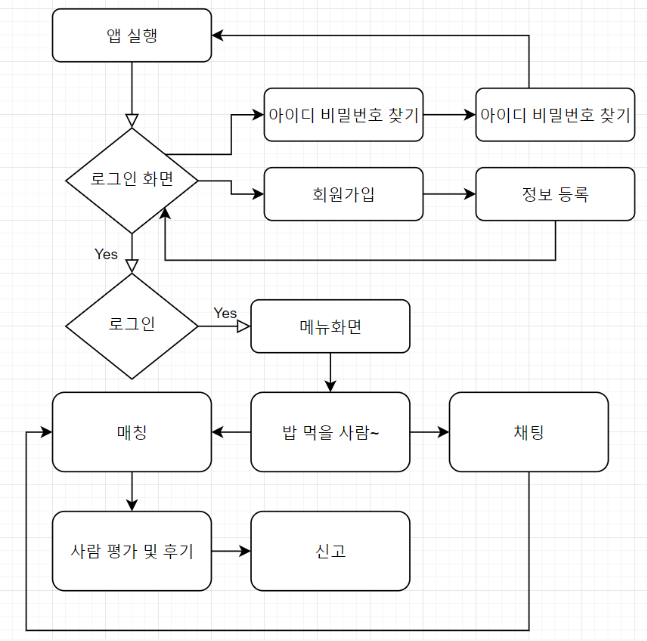 앱 실행
아이디 비밀번호 찾기
아이디 비밀번호 찾기
로그인 화면
회원가입
정보 등록
Yes
로그인
Yes
메뉴화면
매칭
밥 먹을 사람~
채팅
사람 평가 및 후기
신고